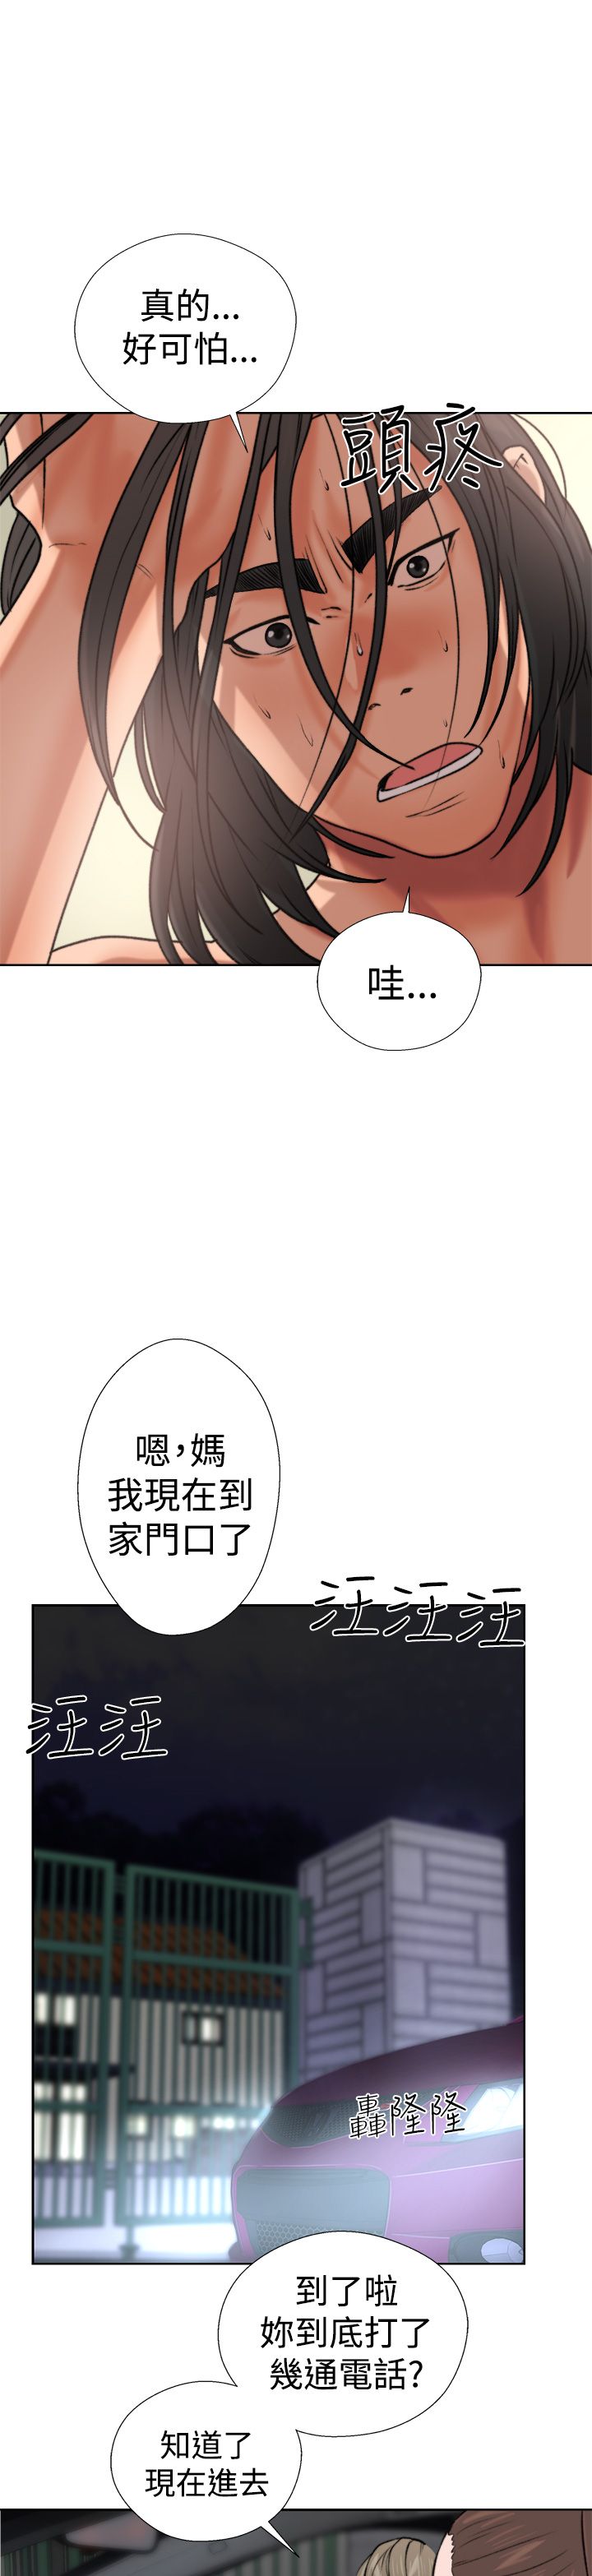 真的...
好可怕...
頭疼
哇...
嗯，媽
我現在到
家門口了
汪汪汪
汪汪
轟隆隆
到了啦
妳到底打了
幾通電話?
知道了
現在進去